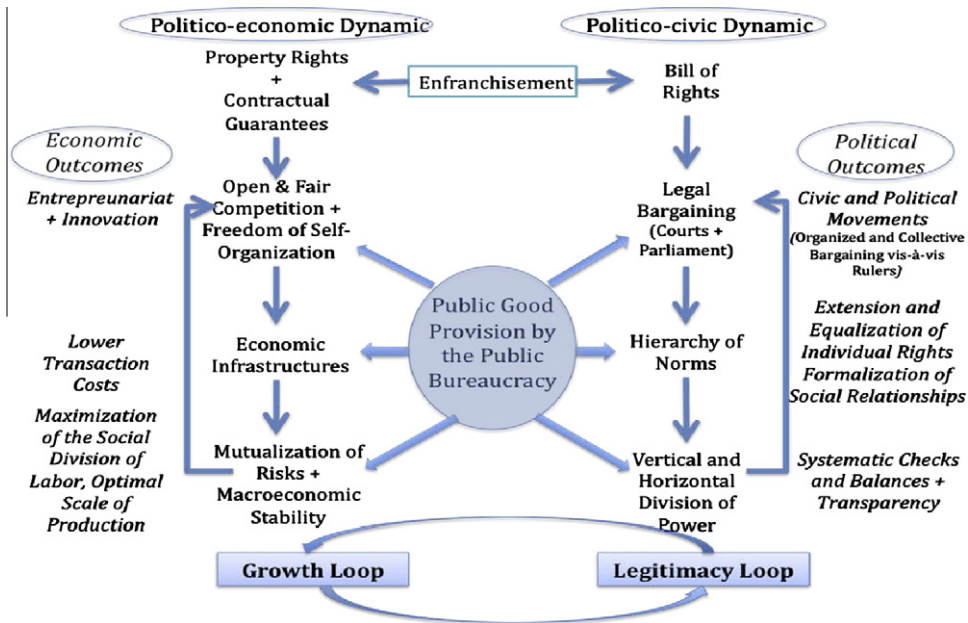 Politico-economic Dynamic
Politico-civic Dynamic
Property Rights
+
Contractual
Guarantees
Enfranchisement
Bill of
Rights
Economic
Outcomes
Political
Outcomes
Entrepreunariat
+ Innovation
Open & Fair
Competition +
Freedom of Self-
Organization
Legal
Bargaining
(Courts +
Parliament)
Civic and Political
Movements
(Organized and Collective
Bargaining vis-à-vis
Rulers)
Public Good
Provision by
the Public
Bureaucracy
Lower
Transaction
Costs
Economic
Infrastructures
Hierarchy of
Norms
Extension and
Equalization of
Individual Rights
Formalization of
Social Relationships
Maximization
of the Social
Division of
Labor, Optimal
Scale of
Production
Mutualization of
Risks +
Macroeconomic
Stability
Vertical and
Horizontal
Division of
Power
Systematic Checks
and Balances +
Transparency
Growth Loop
Legitimacy Loop